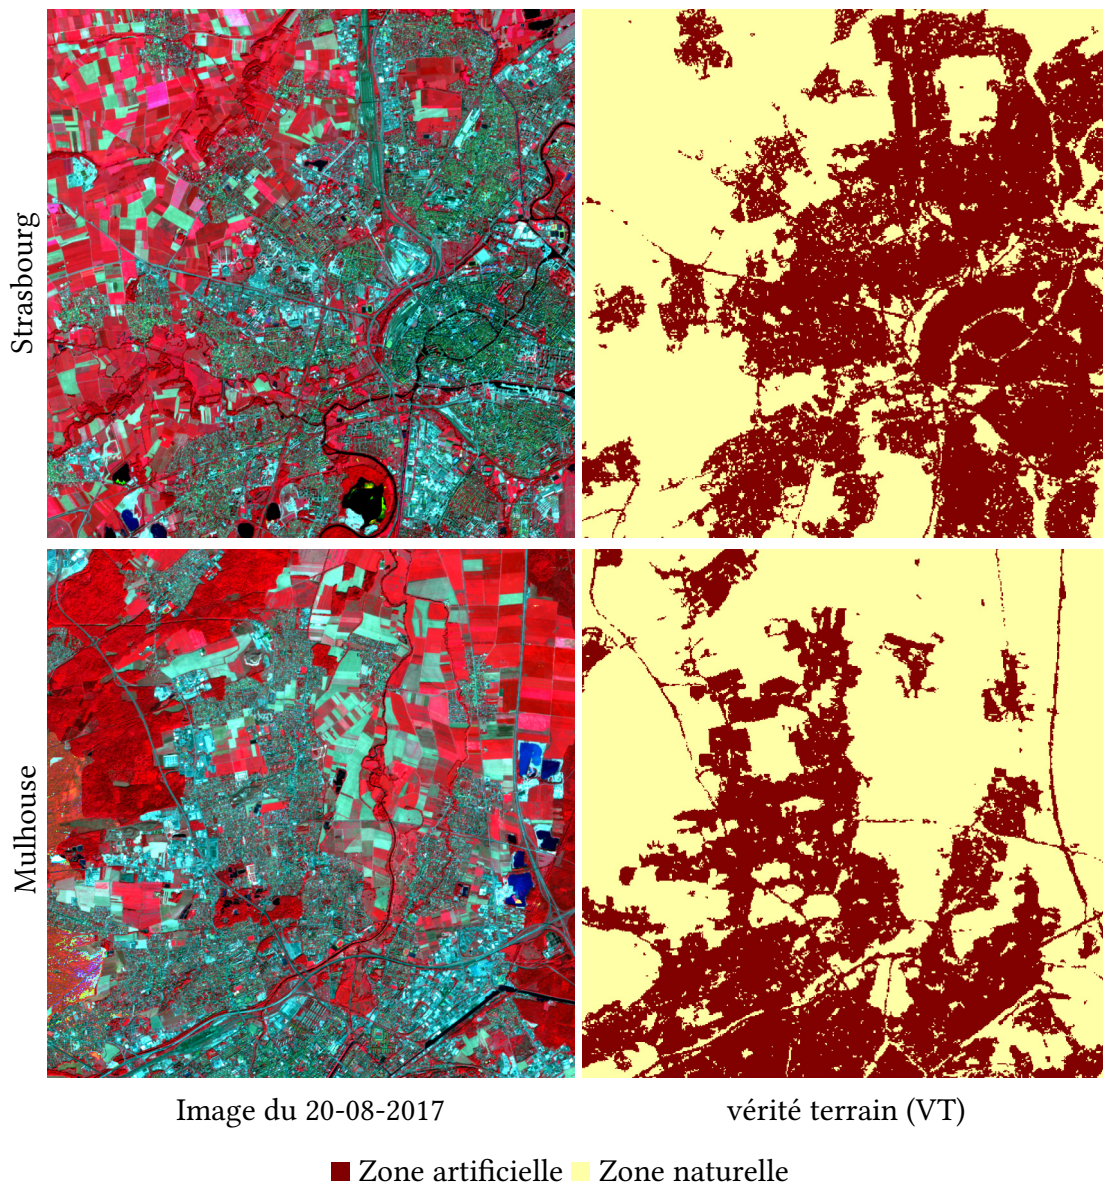 Strasbourg
Mulhouse
Image du 20-08-2017
vérité terrain (VT)
Zone artificielle Zone naturelle